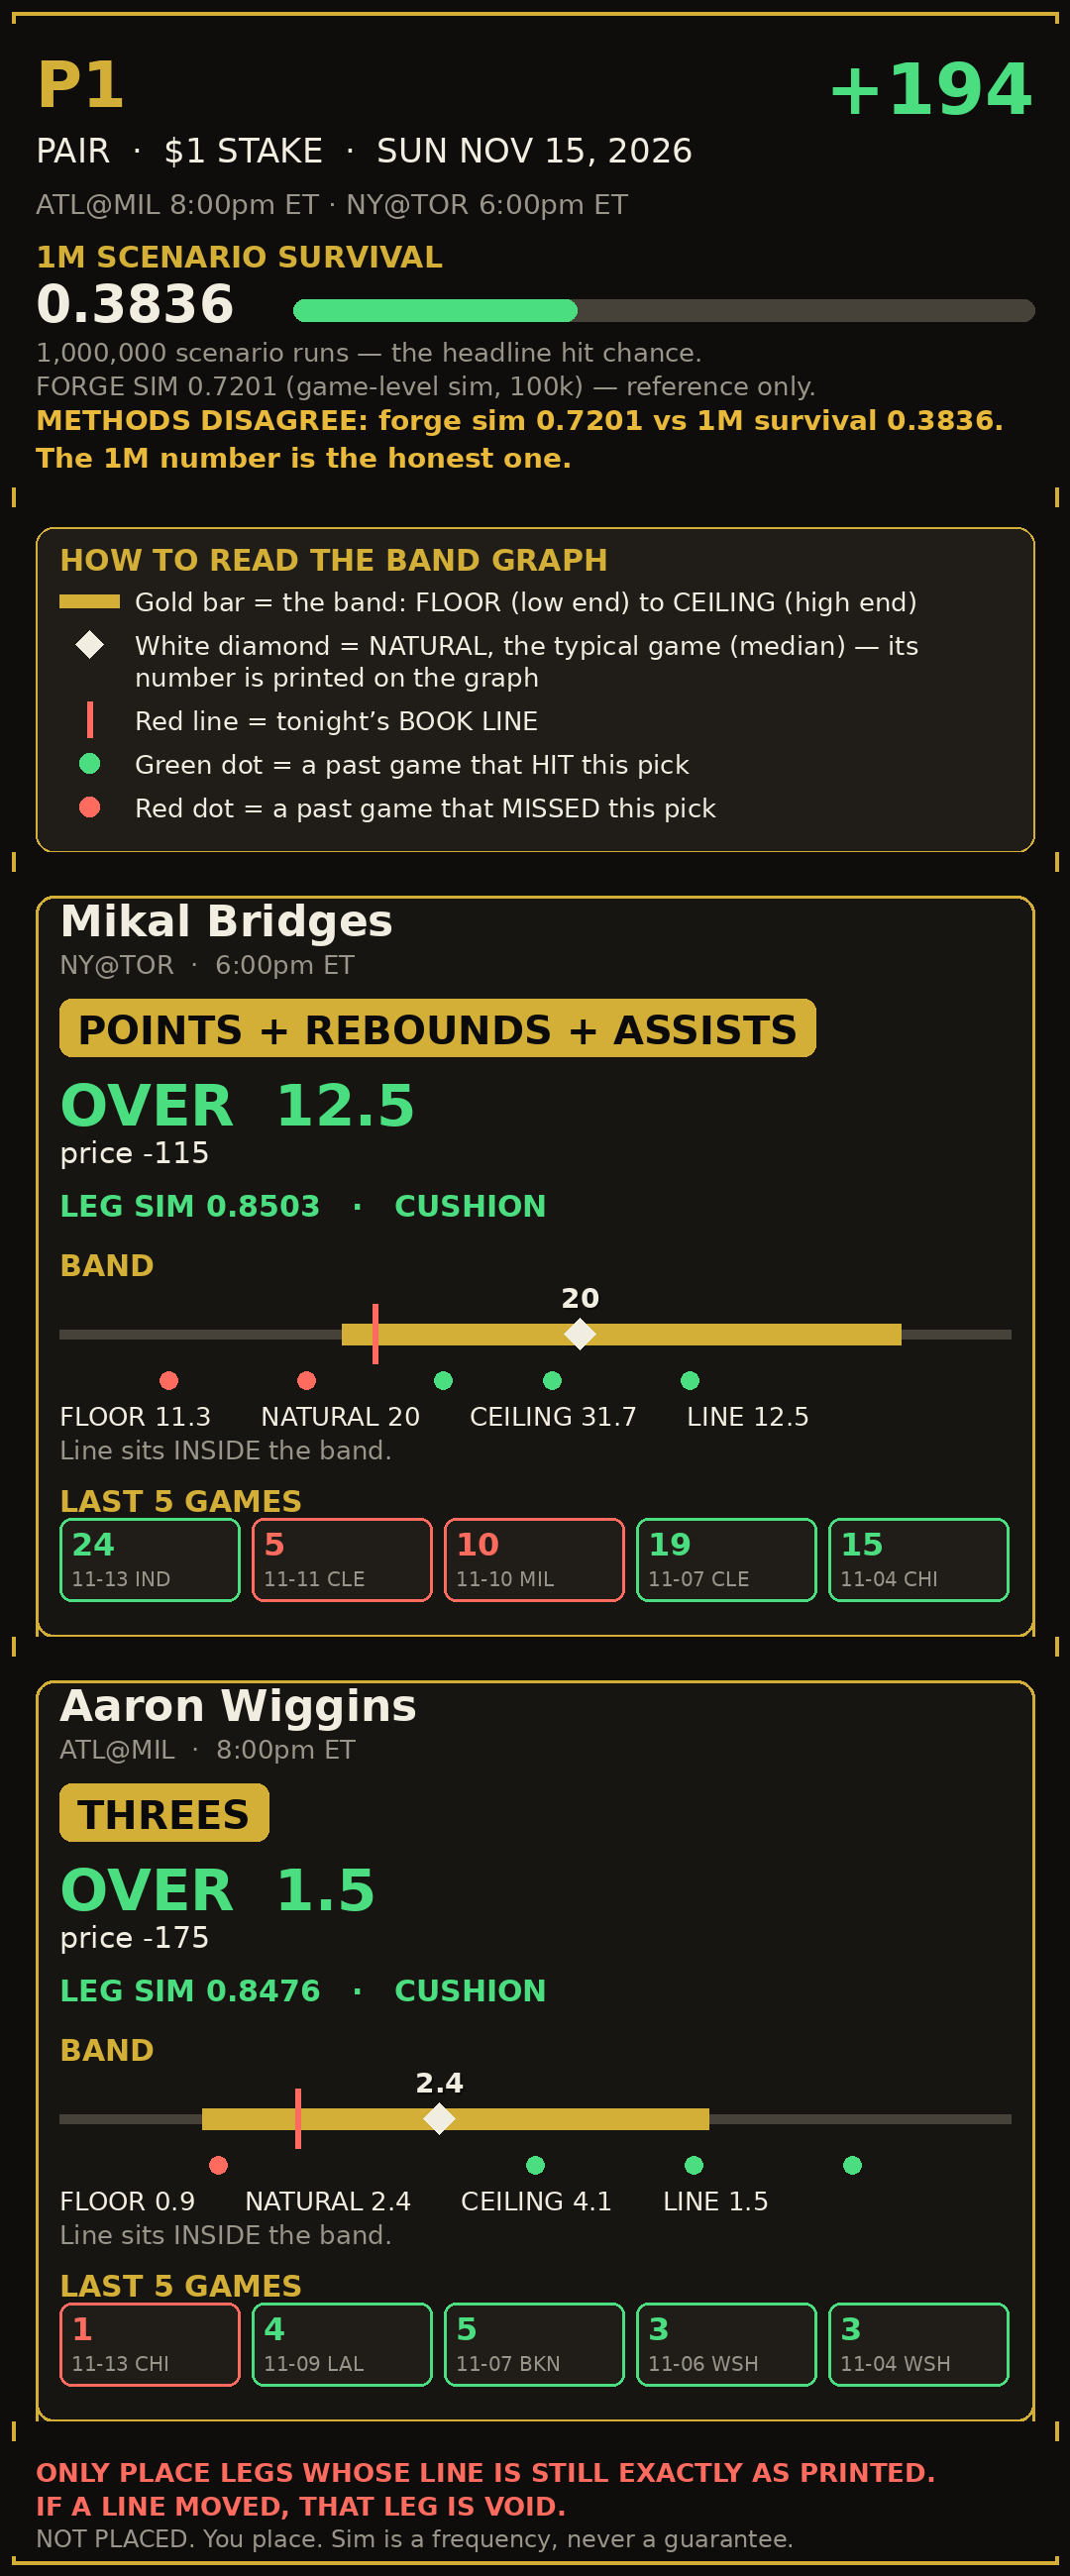 P1
+194
PAIR · $1 STAKE · SUN NOV 15, 2026
ATL@MIL 8:00pm ET · NY@TOR 6:00pm ET
1M SCENARIO SURVIVAL
0.3836
1,000,000 scenario runs — the headline hit chance.
FORGE SIM 0.7201 (game-level sim, 100k) — reference only.
METHODS DISAGREE: forge sim 0.7201 vs 1M survival 0.3836.
The 1M number is the honest one.
HOW TO READ THE BAND GRAPH
Gold bar = the band: FLOOR (low end) to CEILING (high end)
White diamond = NATURAL, the typical game (median) — its
number is printed on the graph
Red line = tonight’s BOOK LINE
Green dot = a past game that HIT this pick
Red dot = a past game that MISSED this pick
Mikal Bridges
NY@TOR · 6:00pm ET
POINTS + REBOUNDS + ASSISTS
OVER 12.5
price -115
LEG SIM 0.8503 · CUSHION
BAND
20
FLOOR 11.3 NATURAL 20 CEILING 31.7 LINE 12.5
Line sits INSIDE the band.
LAST 5 GAMES
24 5 10 19 15
11-13 IND 11-11 CLE 11-10 MIL 11-07 CLE 11-04 CHI
Aaron Wiggins
ATL@MIL · 8:00pm ET
THREES
OVER 1.5
price -175
LEG SIM 0.8476 · CUSHION
BAND
2.4
FLOOR 0.9 NATURAL 2.4 CEILING 4.1 LINE 1.5
Line sits INSIDE the band.
LAST 5 GAMES
1 4 5 3 3
11-13 CHI 11-09 LAL 11-07 BKN 11-06 WSH 11-04 WSH
ONLY PLACE LEGS WHOSE LINE IS STILL EXACTLY AS PRINTED.
IF A LINE MOVED, THAT LEG IS VOID.
NOT PLACED. You place. Sim is a frequency, never a guarantee.